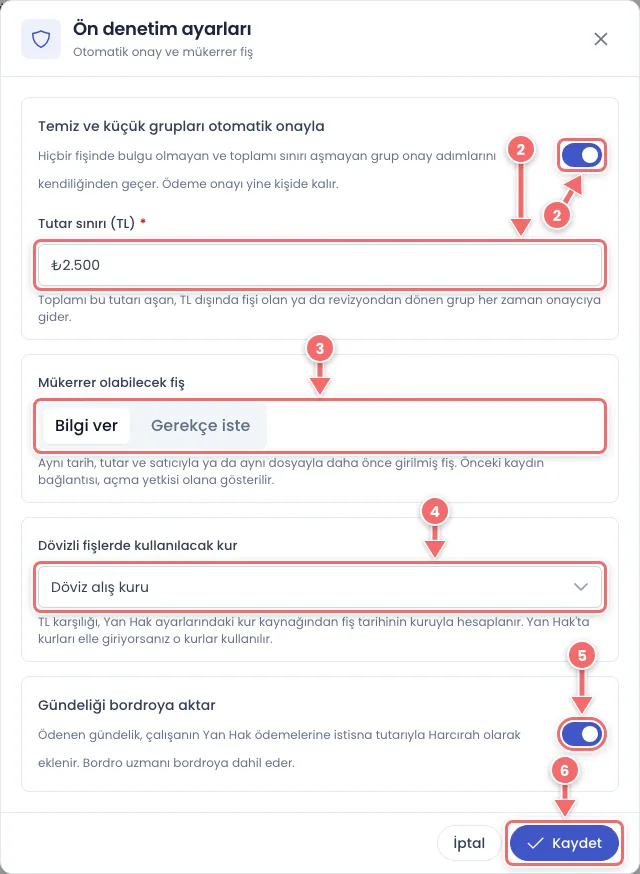 Ön denetim ayarları
Otomatik onay ve mükerrer fiş
Temiz ve küçük grupları otomatik onayla
2
Hiçbir fişinde bulgu olmayan ve toplamı sınırı aşmayan grup onay adımlarını
kendiliğinden geçer. Ödeme onayı yine kişide kalır.
2
Tutar sınırı (TL) *
₺2.500
Toplamı bu tutarı aşan, TL dışında fişi olan ya da revizyondan dönen grup her zaman onaycıya
gider.
3
Mükerrer olabilecek fiş
Bilgi ver Gerekçe iste
Aynı tarih, tutar ve satıcıyla ya da aynı dosyayla daha önce girilmiş fiş. Önceki kaydın
bağlantısı, açma yetkisi olana gösterilir.
4
Dövizli fişlerde kullanılacak kur
Döviz alış kuru
TL karşılığı, Yan Hak ayarlarındaki kur kaynağından fiş tarihinin kuruyla hesaplanır. Yan Hak'ta
kurları elle giriyorsanız o kurlar kullanılır.
5
Gündeliği bordroya aktar
Ödenen gündelik, çalışanın Yan Hak ödemelerine istisna tutarıyla Harcırah olarak
eklenir. Bordro uzmanı bordroya dahil eder.
6
İptal Kaydet